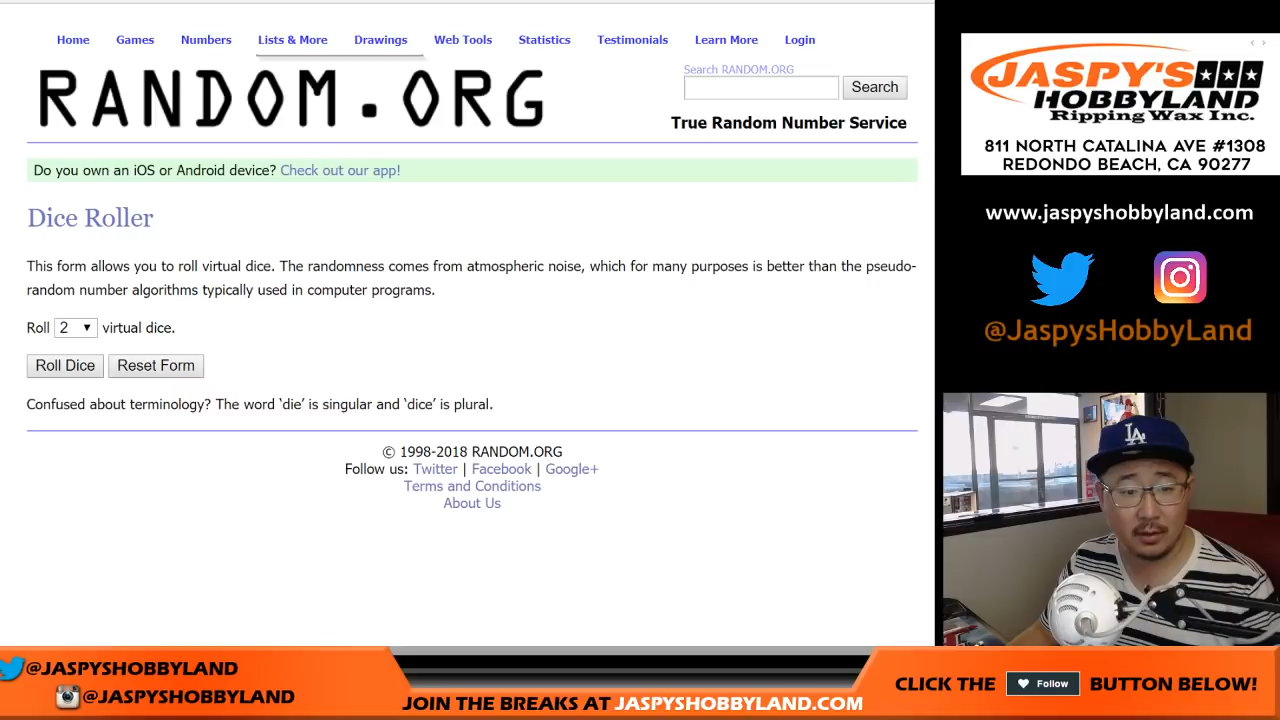 Home Games Numbers Lists & More Drawings Web Tools Statistics Testimonials Learn More Login
RANDOM.ORG
Search RANDOM.ORG
Search
True Random Number Service
Do you own an iOS or Android device? Check out our app!
Dice Roller
This form allows you to roll virtual dice. The randomness comes from atmospheric noise, which for many purposes is better than the pseudo-
random number algorithms typically used in computer programs.
Roll 2 virtual dice.
Roll Dice Reset Form
Confused about terminology? The word ‘die’ is singular and ‘dice’ is plural.
© 1998-2018 RANDOM.ORG
Follow us: Twitter | Facebook | Google+
Terms and Conditions
About Us
JASPY'S
HOBBYLAND
Ripping Wax Inc.
811 NORTH CATALINA AVE #1308
REDONDO BEACH, CA 90277
www.jaspyshobbyland.com
@JaspysHobbyLand
LA
@JASPYSHOBBYLAND
@JASPYSHOBBYLAND
JOIN THE BREAKS AT JASPYSHOBBYLAND.COM
CLICK THE Follow BUTTON BELOW!